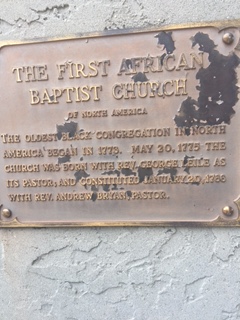 THE FIRST AFRICAN
BAPTIST CHURCH
OF NORTH AMERICA
THE OLDEST BLACK CONGREGATION IN NORTH
AMERICA BEGAN IN 1773. MAY 20, 1775 THE
CHURCH WAS BORN WITH REV. GEORGE LEILE AS
ITS PASTOR, AND CONSTITUTED JANUARY 20, 1788
WITH REV. ANDREW BRYAN, PASTOR.